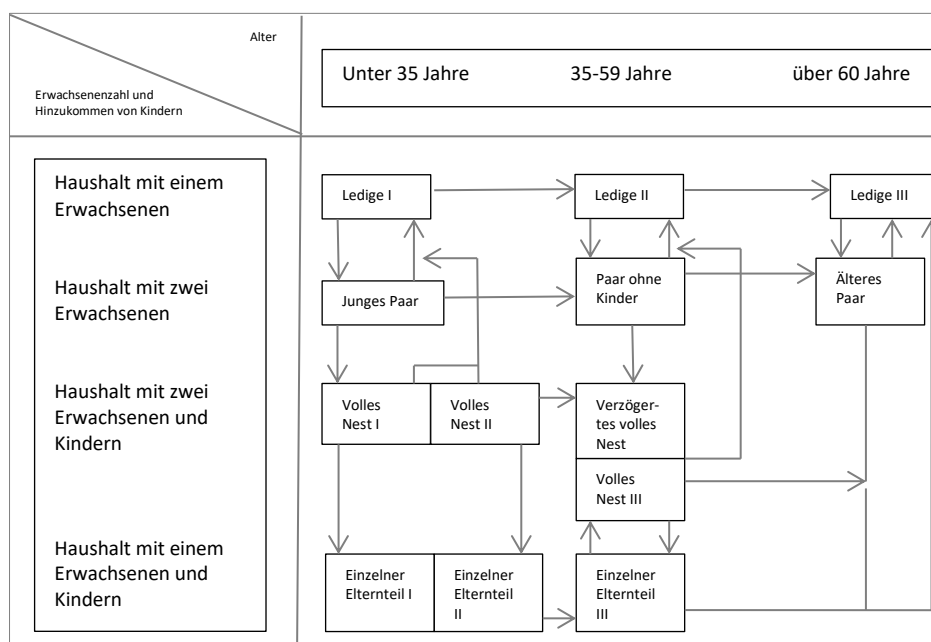 Alter
Erwachsenenzahl und
Hinzukommen von Kindern
Unter 35 Jahre
35-59 Jahre
über 60 Jahre
Haushalt mit einem
Erwachsenen
Ledige I
Ledige II
Ledige III
Haushalt mit zwei
Erwachsenen
Junges Paar
Paar ohne
Kinder
Älteres
Paar
Haushalt mit zwei
Erwachsenen und
Kindern
Volles
Nest I
Volles
Nest II
Verzöger-
tes volles
Nest
Volles
Nest III
Haushalt mit einem
Erwachsenen und
Kindern
Einzelner
Elternteil I
Einzelner
Elternteil
II
Einzelner
Elternteil
III